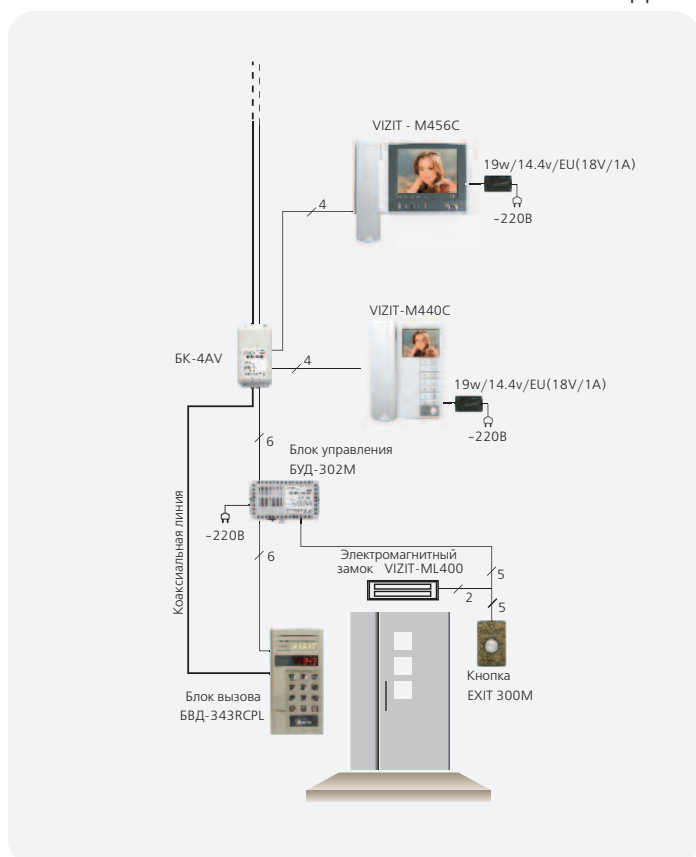 VIZIT - M456C
19w/14.4v/EU(18V/1A)
4
~220В
VIZIT-M440C
БК-4AV
4
19w/14.4v/EU(18V/1A)
~220В
6
Блок управления
БУД-302М
~220В
6
Коаксиальная линия
Электромагнитный
замок VIZIT-ML400
5
2
5
Кнопка
EXIT 300M
Блок вызова
БВД-343RCPL